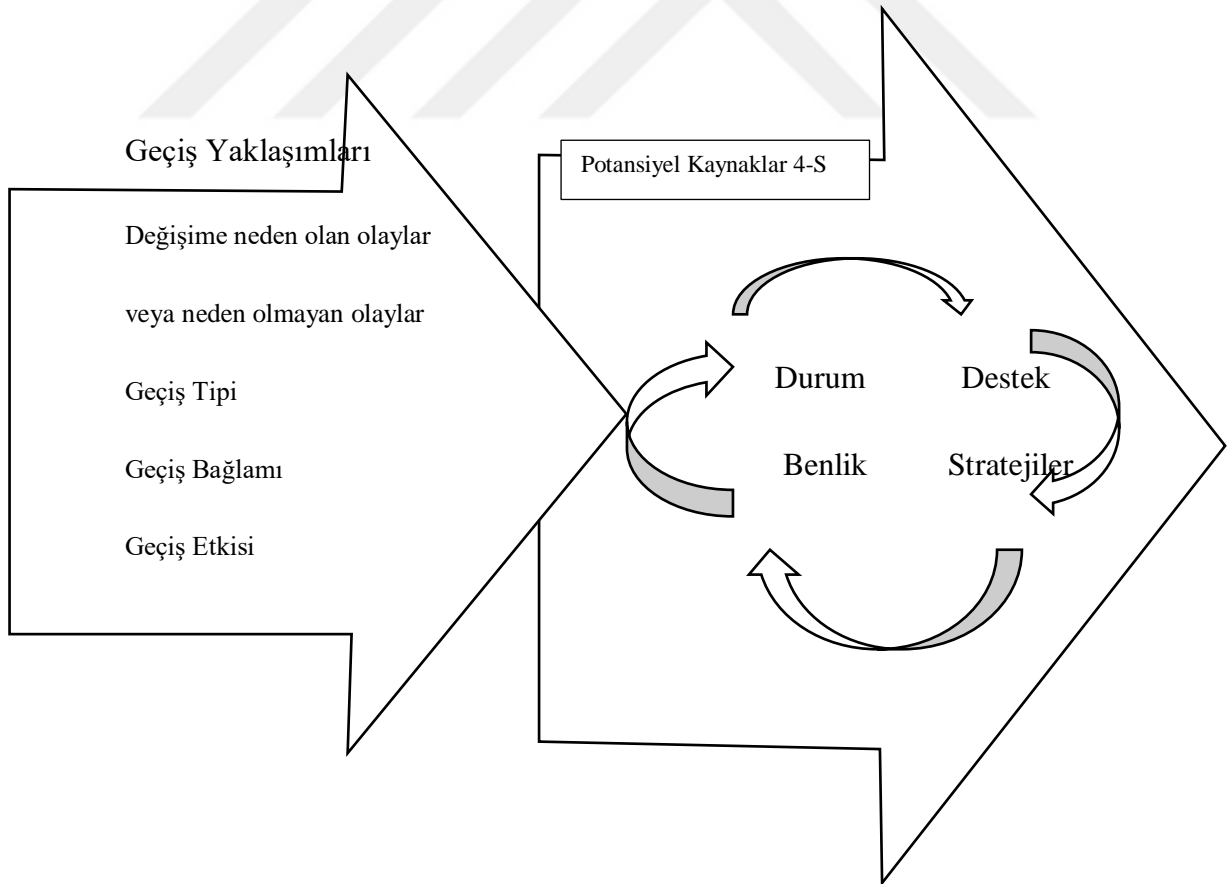 Geçiş Yaklaşımları
Değişime neden olan olaylar
veya neden olmayan olaylar
Geçiş Tipi
Geçiş Bağlamı
Geçiş Etkisi
Potansiyel Kaynaklar 4-S
Durum Destek
Benlik Stratejiler